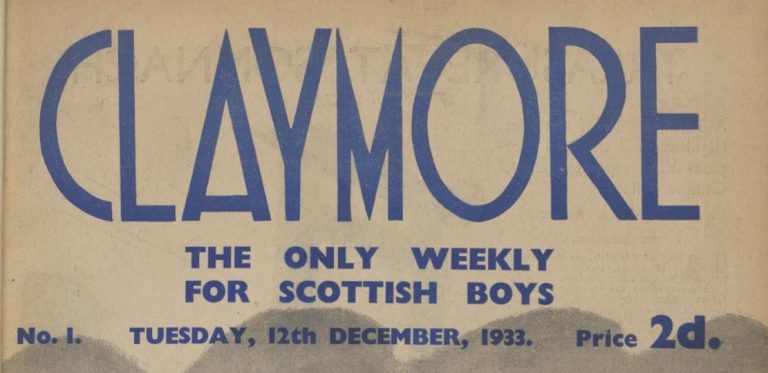 CLAYMORE
THE ONLY WEEKLY
FOR SCOTTISH BOYS
No. 1. TUESDAY, 12th DECEMBER, 1933. Price 2d.